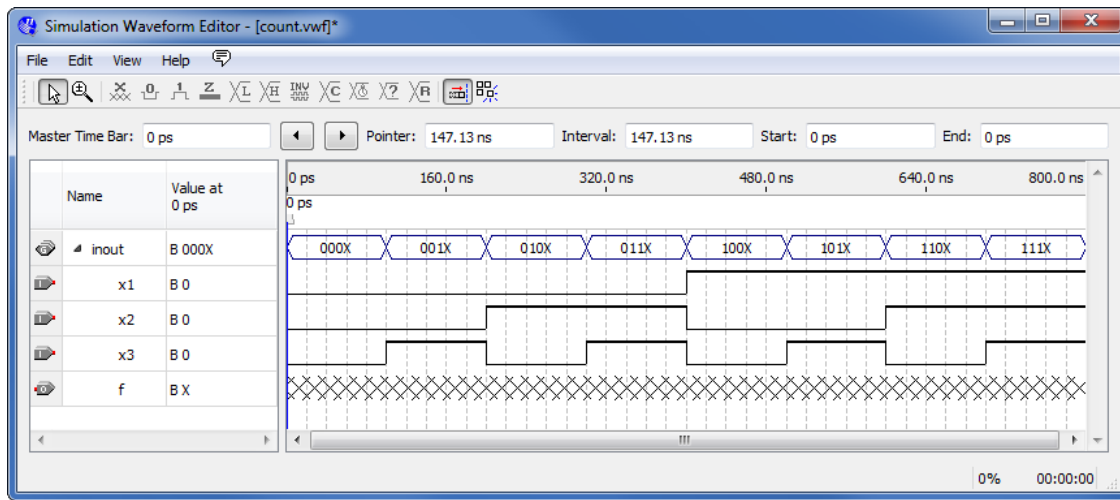 Simulation Waveform Editor - [count.vwf]*
File Edit View Help
Master Time Bar: 0 ps Pointer: 147.13 ns Interval: 147.13 ns Start: 0 ps End: 0 ps
Name Value at 0 ps
0 ps 160.0 ns 320.0 ns 480.0 ns 640.0 ns 800.0 ns
0 ps
inout B 000X 000X 001X 010X 011X 100X 101X 110X 111X
x1 B 0
x2 B 0
x3 B 0
f B X
0% 00:00:00